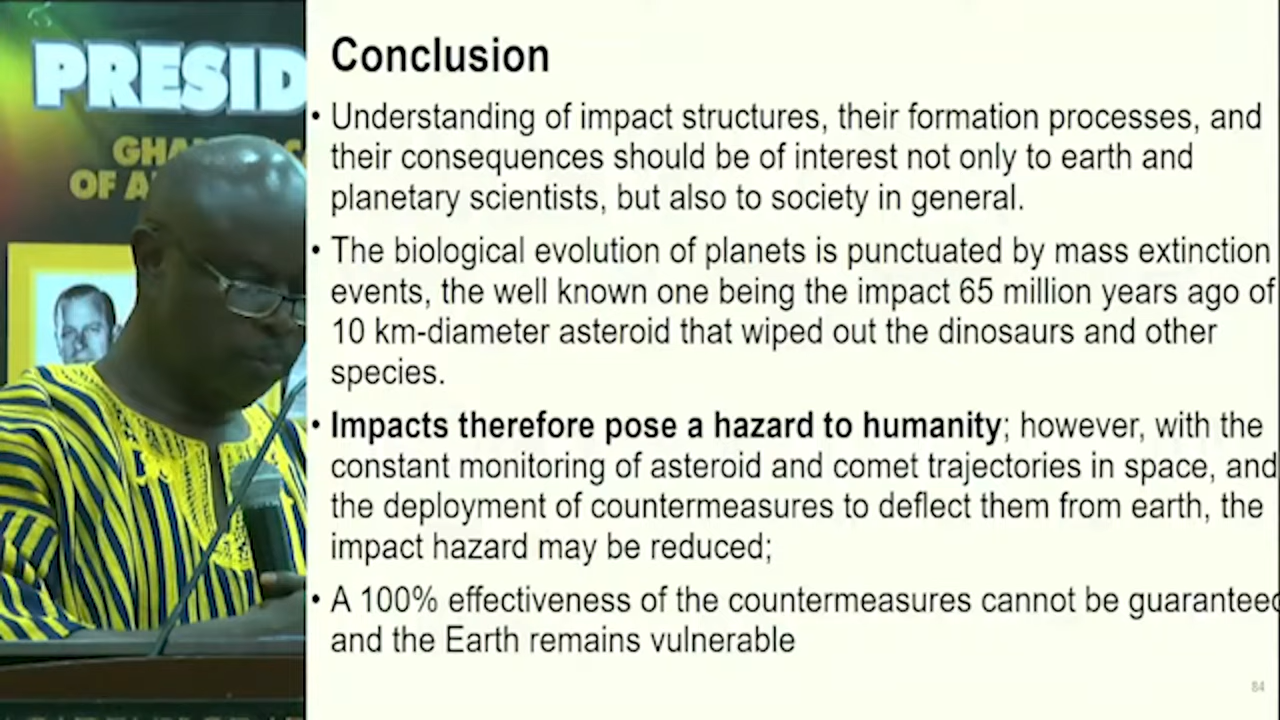 PRESID
GHA
OF A
Conclusion
• Understanding of impact structures, their formation processes, and
their consequences should be of interest not only to earth and
planetary scientists, but also to society in general.
• The biological evolution of planets is punctuated by mass extinction
events, the well known one being the impact 65 million years ago of
10 km-diameter asteroid that wiped out the dinosaurs and other
species.
• Impacts therefore pose a hazard to humanity; however, with the
constant monitoring of asteroid and comet trajectories in space, and
the deployment of countermeasures to deflect them from earth, the
impact hazard may be reduced;
• A 100% effectiveness of the countermeasures cannot be guaranteed
and the Earth remains vulnerable
84